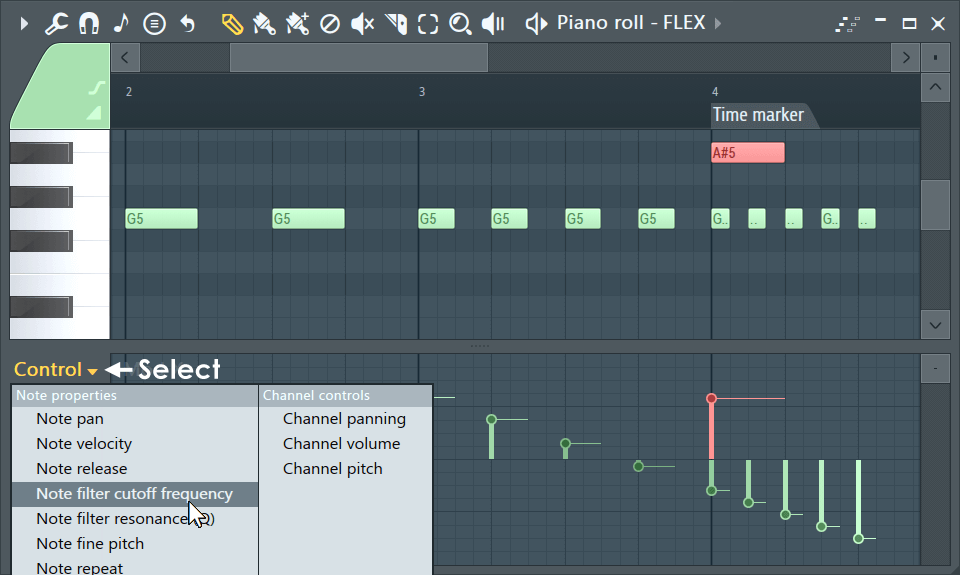 Piano roll - FLEX
2 3 4
Time marker
A#5
G5 G5 G5 G5 G5 G5 G.. .. .. G.. ..
Control Select
Note properties Channel controls
Note pan Channel panning
Note velocity Channel volume
Note release Channel pitch
Note filter cutoff frequency
Note filter resonance Q)
Note fine pitch
Note repeat